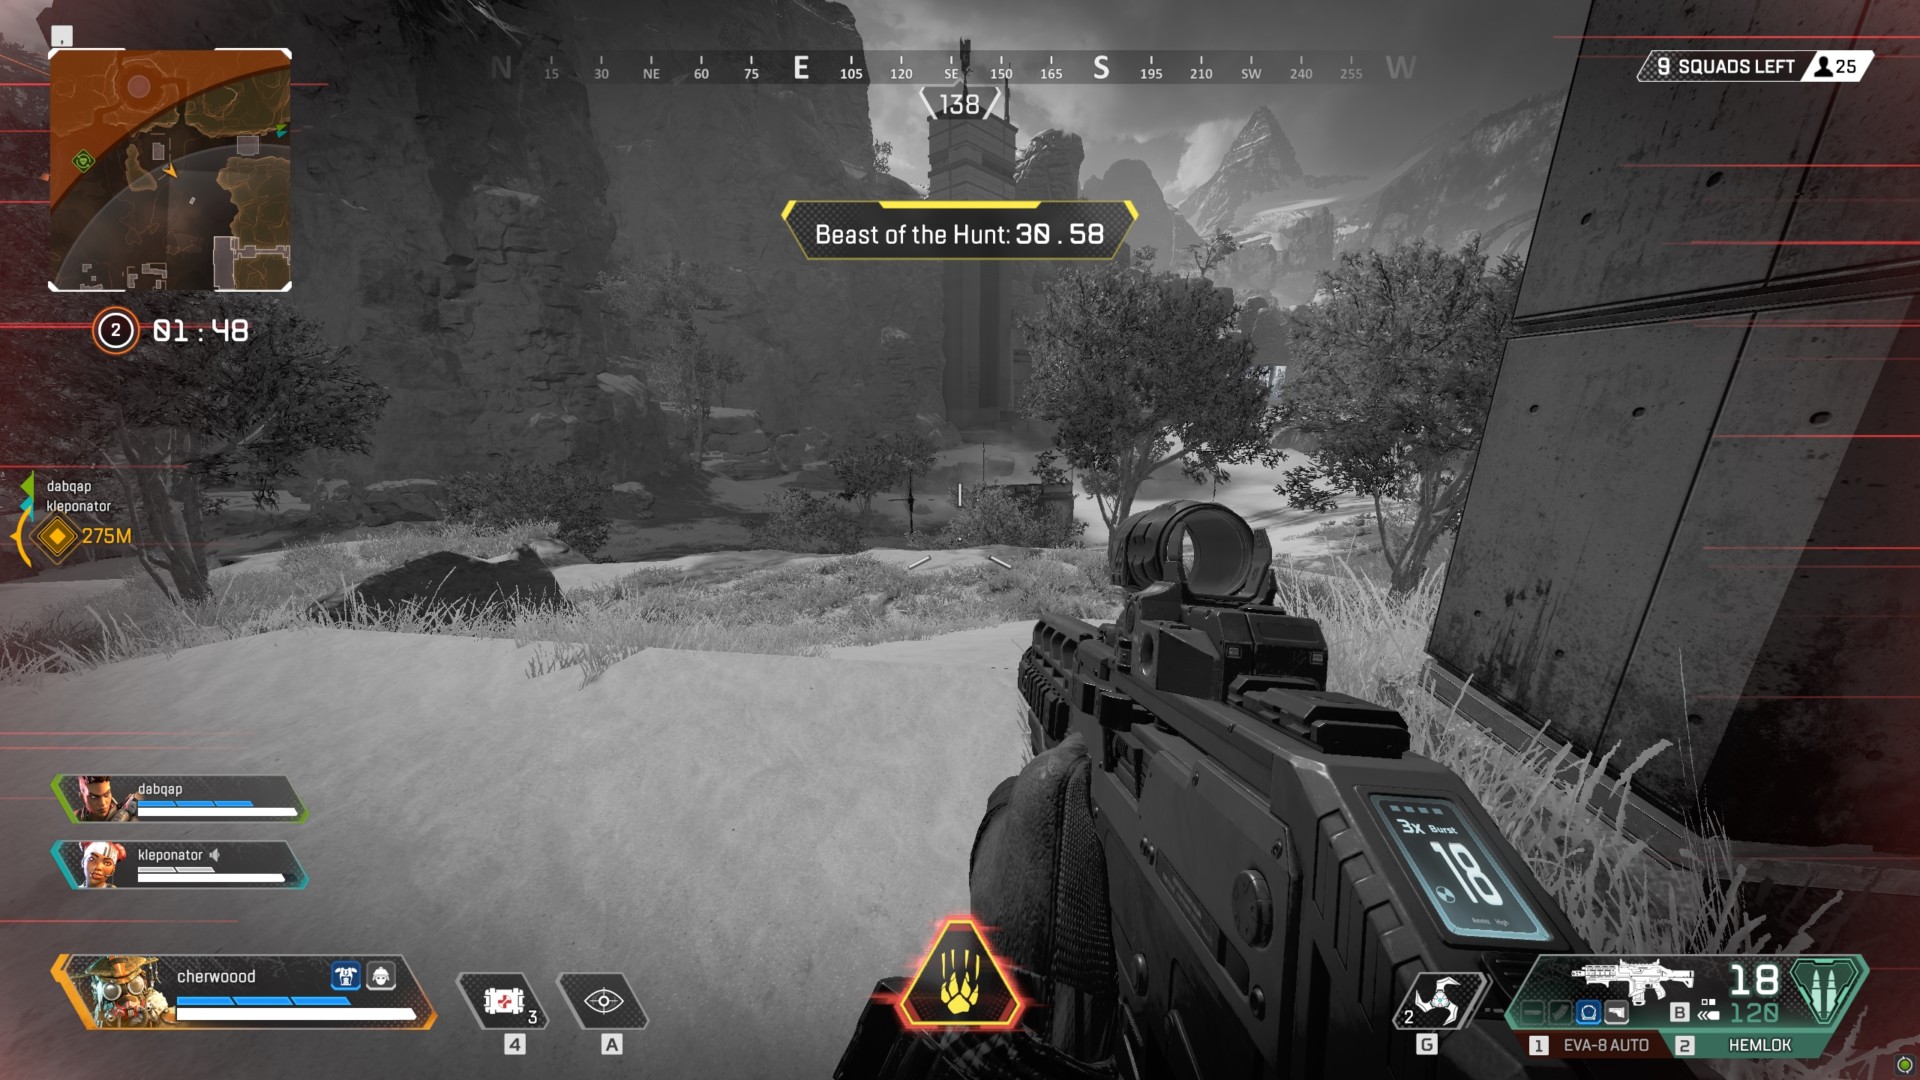 ,
N 15 30 NE 60 75 E 105 120 SE 150 165 S 195 210 SW 240 255 W
138
9 SQUADS LEFT 25
Beast of the Hunt: 30.58
2 01:48
dabqap
kleponator
275M
dabqap
kleponator
cherwoood
3
4
A
3x Burst
18
2
G
18
B 120
1 EVA-8 AUTO 2 HEMLOK